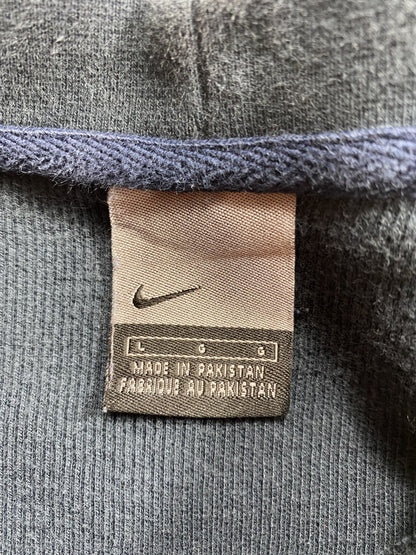 L G G
MADE IN PAKISTAN
FABRIQUE AU PAKISTAN